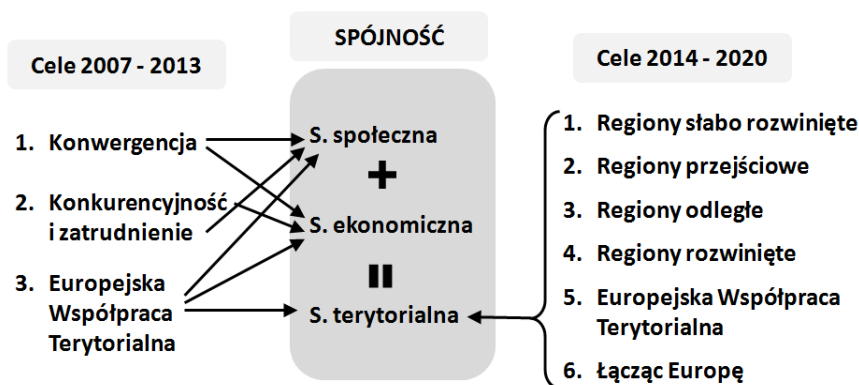 SPÓJNOŚĆ
Cele 2007 - 2013
1. Konwergencja
2. Konkurencyjność
i zatrudnienie
3. Europejska
Współpraca
Terytorialna
S. społeczna
+
S. ekonomiczna
=
S. terytorialna
Cele 2014 - 2020
1. Regiony słabo rozwinięte
2. Regiony przejściowe
3. Regiony odległe
4. Regiony rozwinięte
5. Europejska Współpraca
Terytorialna
6. Łącząc Europę